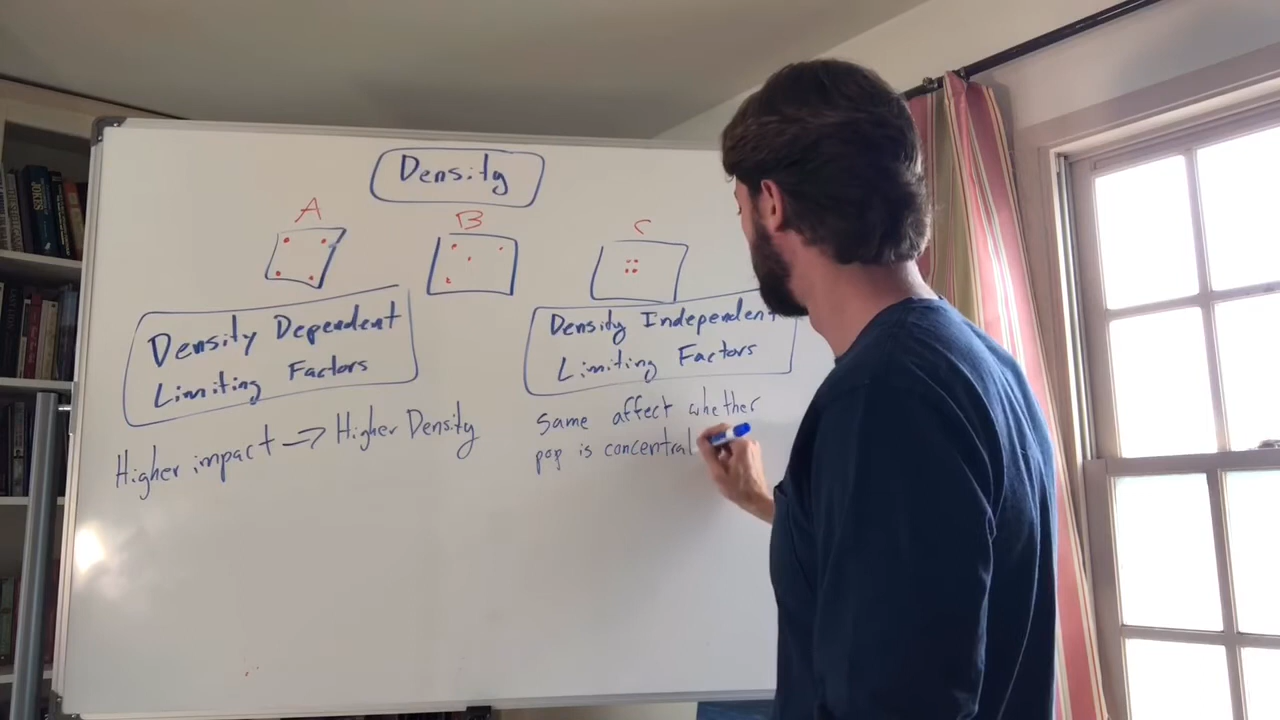 Density
A
B
C
Density Dependent
Limiting Factors
Higher impact => Higher Density
Density Independent
Limiting Factors
Same affect whether
pop is concentrat
JOKES